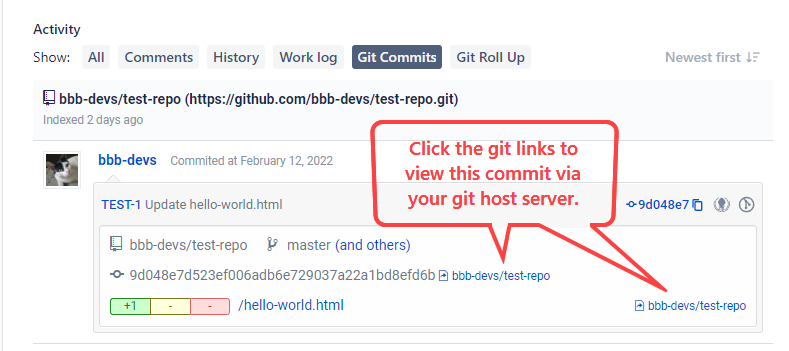 Activity
Show: All Comments History Work log Git Commits Git Roll Up Newest first
bbb-devs/test-repo (https://github.com/bbb-devs/test-repo.git)
Indexed 2 days ago
Click the git links to
view this commit via
your git host server.
bbb-devs Commited at February 12, 2022
TEST-1 Update hello-world.html 9d048e7
bbb-devs/test-repo master (and others)
9d048e7d523ef006adb6e729037a22a1bd8efd6b bbb-devs/test-repo
+1 - - /hello-world.html bbb-devs/test-repo